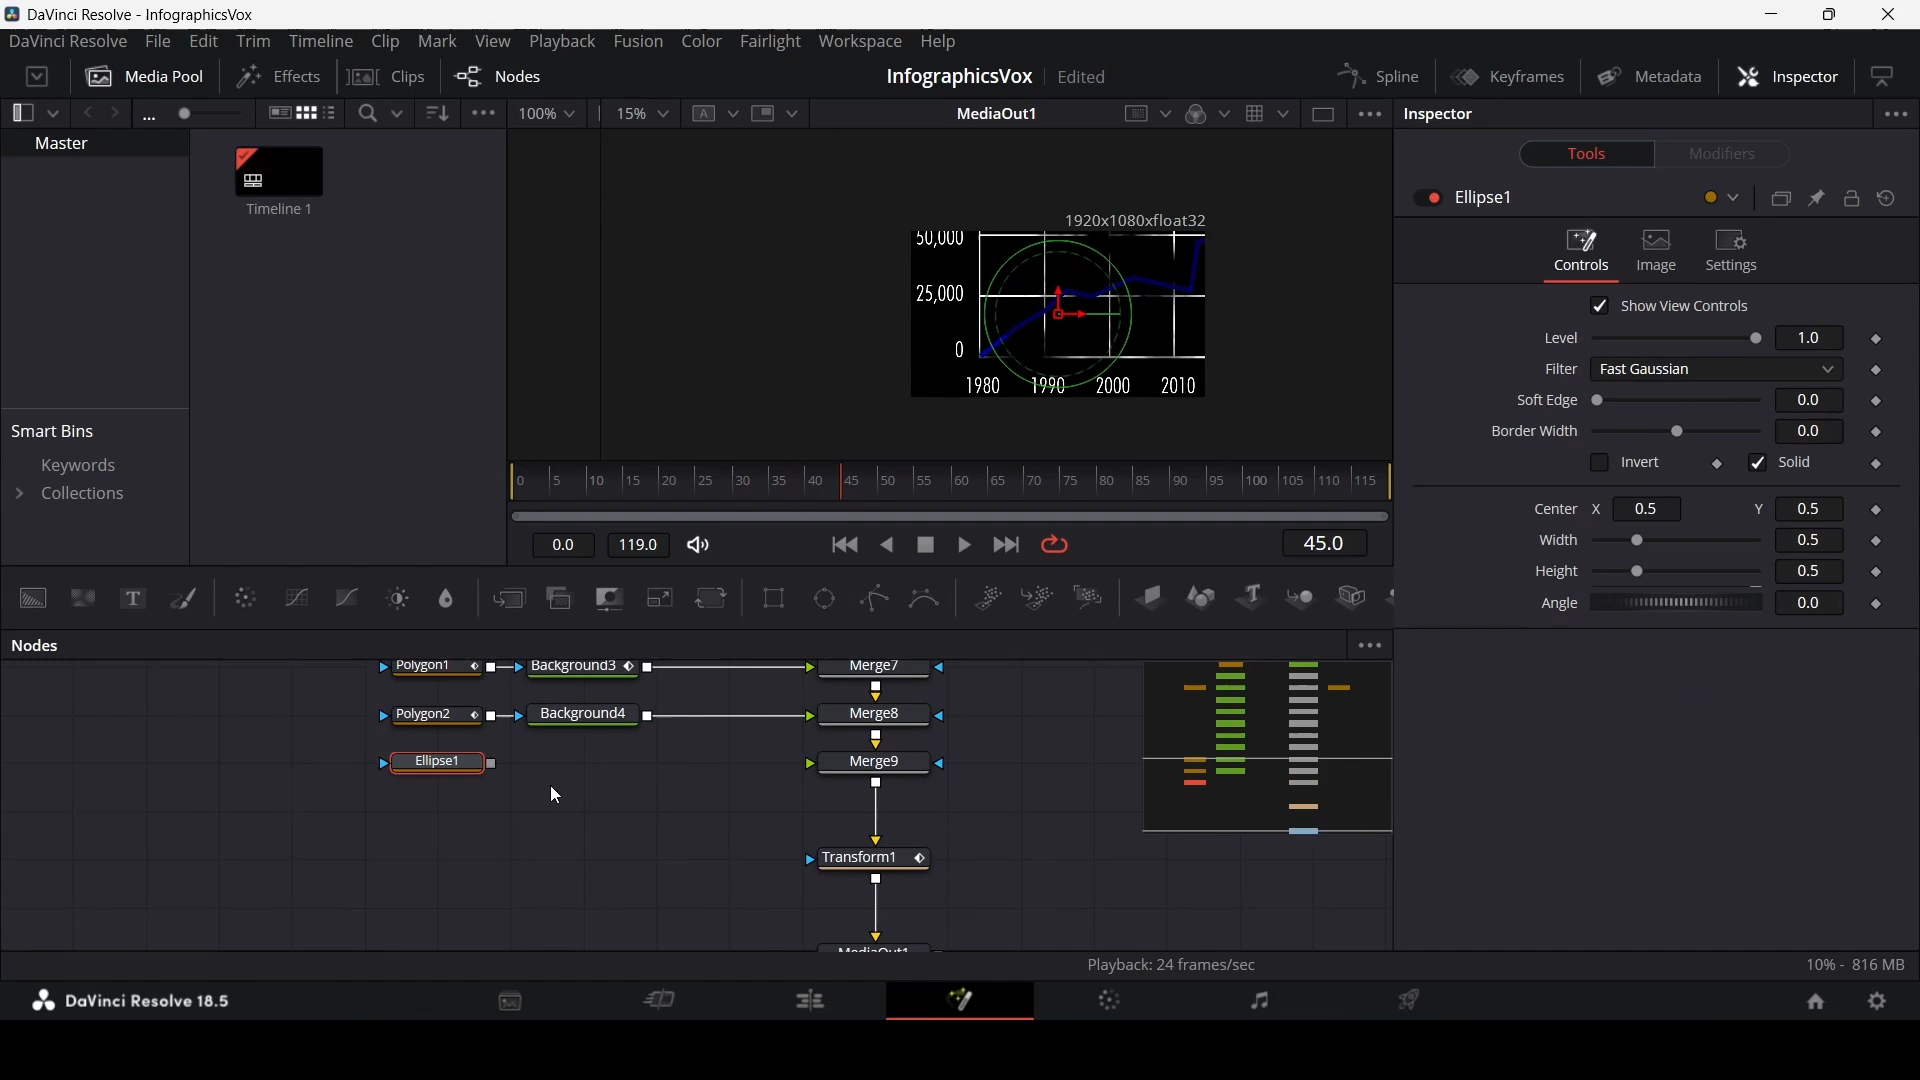 DaVinci Resolve - InfographicsVox
DaVinci Resolve File Edit Trim Timeline Clip Mark View Playback Fusion Color Fairlight Workspace Help
Media Pool Effects Clips Nodes InfographicsVox Edited Spline Keyframes Metadata Inspector
... 100% 15% A MediaOut1 Inspector
Master
Timeline 1
Tools Modifiers
Ellipse1
Controls Image Settings
1920x1080xfloat32
50,000
25,000
0
1980 1990 2000 2010
Show View Controls
Level 1.0
Filter Fast Gaussian
Soft Edge 0.0
Border Width 0.0
Invert Solid
Center X 0.5 Y 0.5
Width 0.5
Height 0.5
Angle 0.0
Smart Bins
Keywords
Collections
0 5 10 15 20 25 30 35 40 45 50 55 60 65 70 75 80 85 90 95 100 105 110 115
0.0 119.0 45.0
T
Nodes
Polygon1 Background3 Merge7
Polygon2 Background4 Merge8
Ellipse1 Merge9
Transform1
MediaOut1
Playback: 24 frames/sec 10% - 816 MB
DaVinci Resolve 18.5